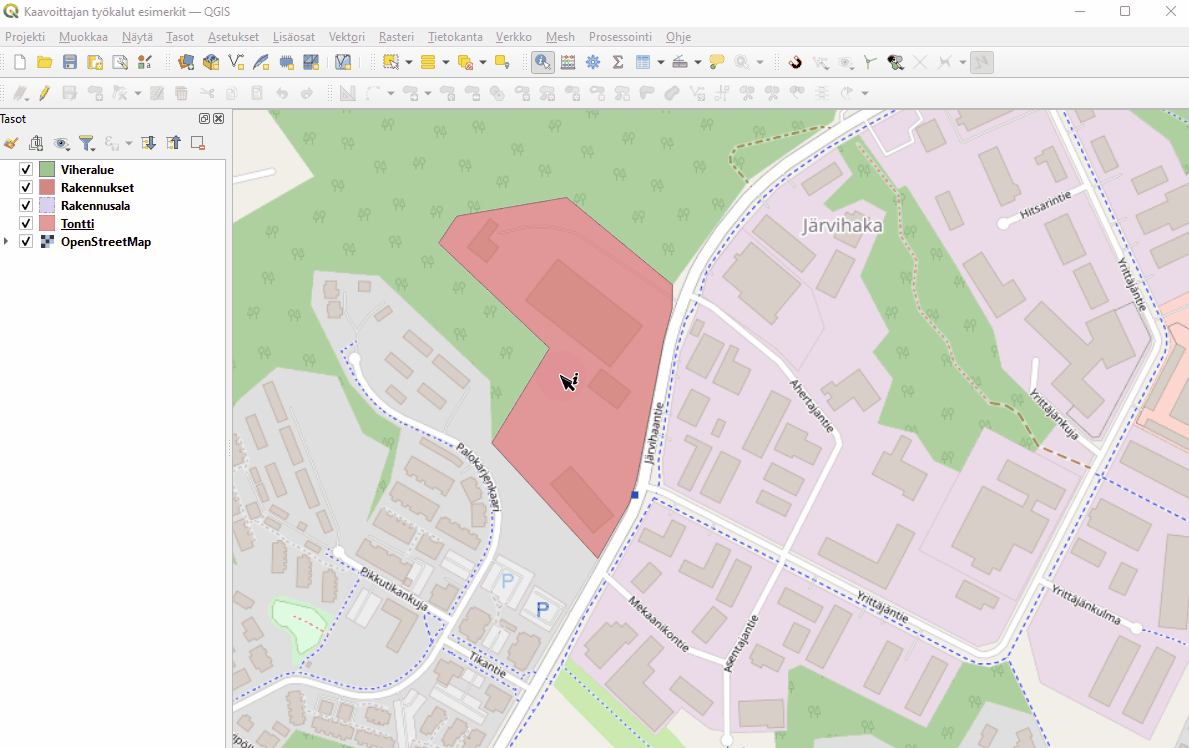 Kaavoittajan työkalut esimerkit — QGIS
Projekti Muokkaa Näytä Tasot Asetukset Lisäosat Vektori Rasteri Tietokanta Verkko Mesh Prosessointi Ohje
Tasot
Viheralue
Rakennukset
Rakennusala
Tontti
OpenStreetMap
Järvihaka
Hitsarintie
Yrittäjäntie
Ahertajantie
Yrittäjänkuja
Järvihaantie
Palokärjenkaari
Pikkutikankuja
P
P
Mekaanikontie
Yrittäjäntie
Yrittäjänkulma
Asentajantie
Tikantie